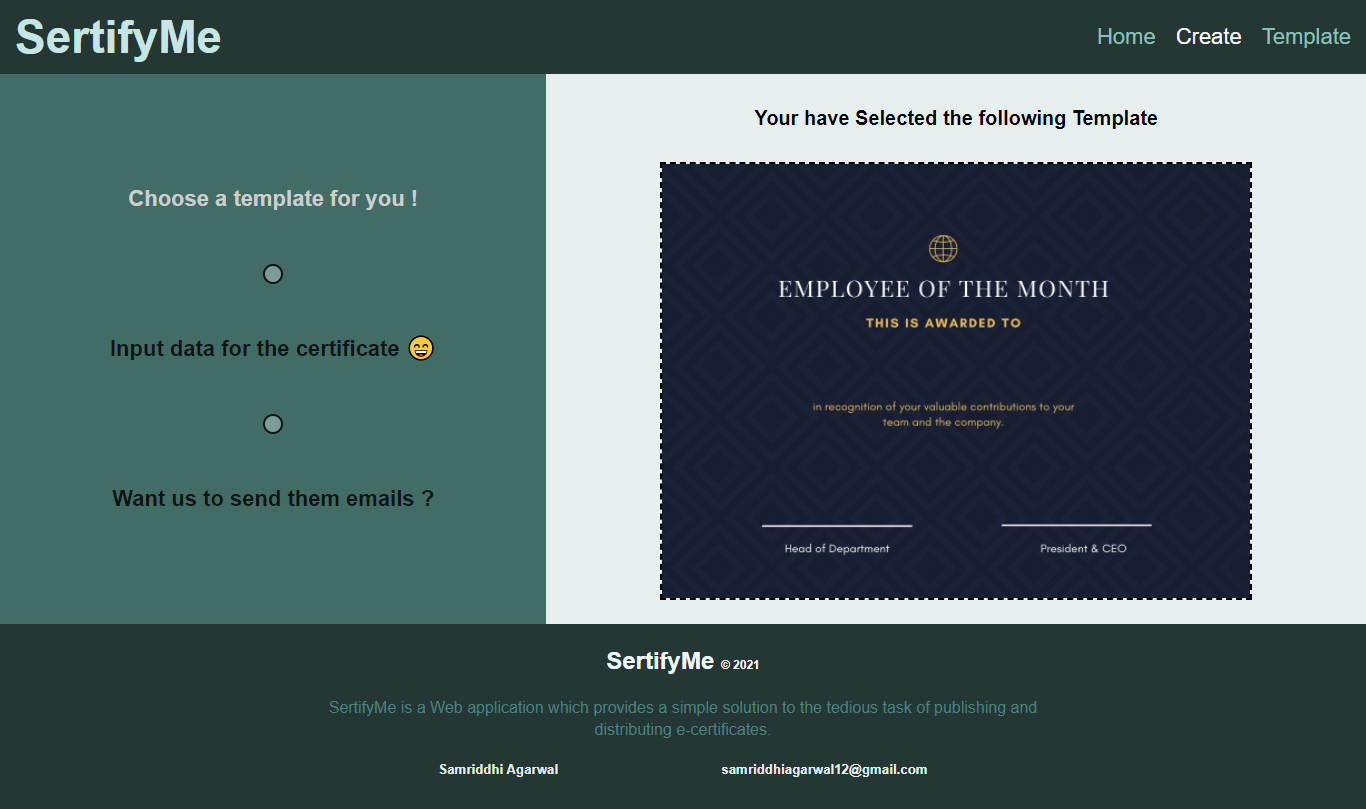 SertifyMe
Home Create Template
Choose a template for you !
Input data for the certificate 😄
Want us to send them emails ?
Your have Selected the following Template
EMPLOYEE OF THE MONTH
THIS IS AWARDED TO
in recognition of your valuable contributions to your
team and the company.
Head of Department
President & CEO
SertifyMe © 2021
SertifyMe is a Web application which provides a simple solution to the tedious task of publishing and
distributing e-certificates.
Samriddhi Agarwal
samriddhiagarwal12@gmail.com